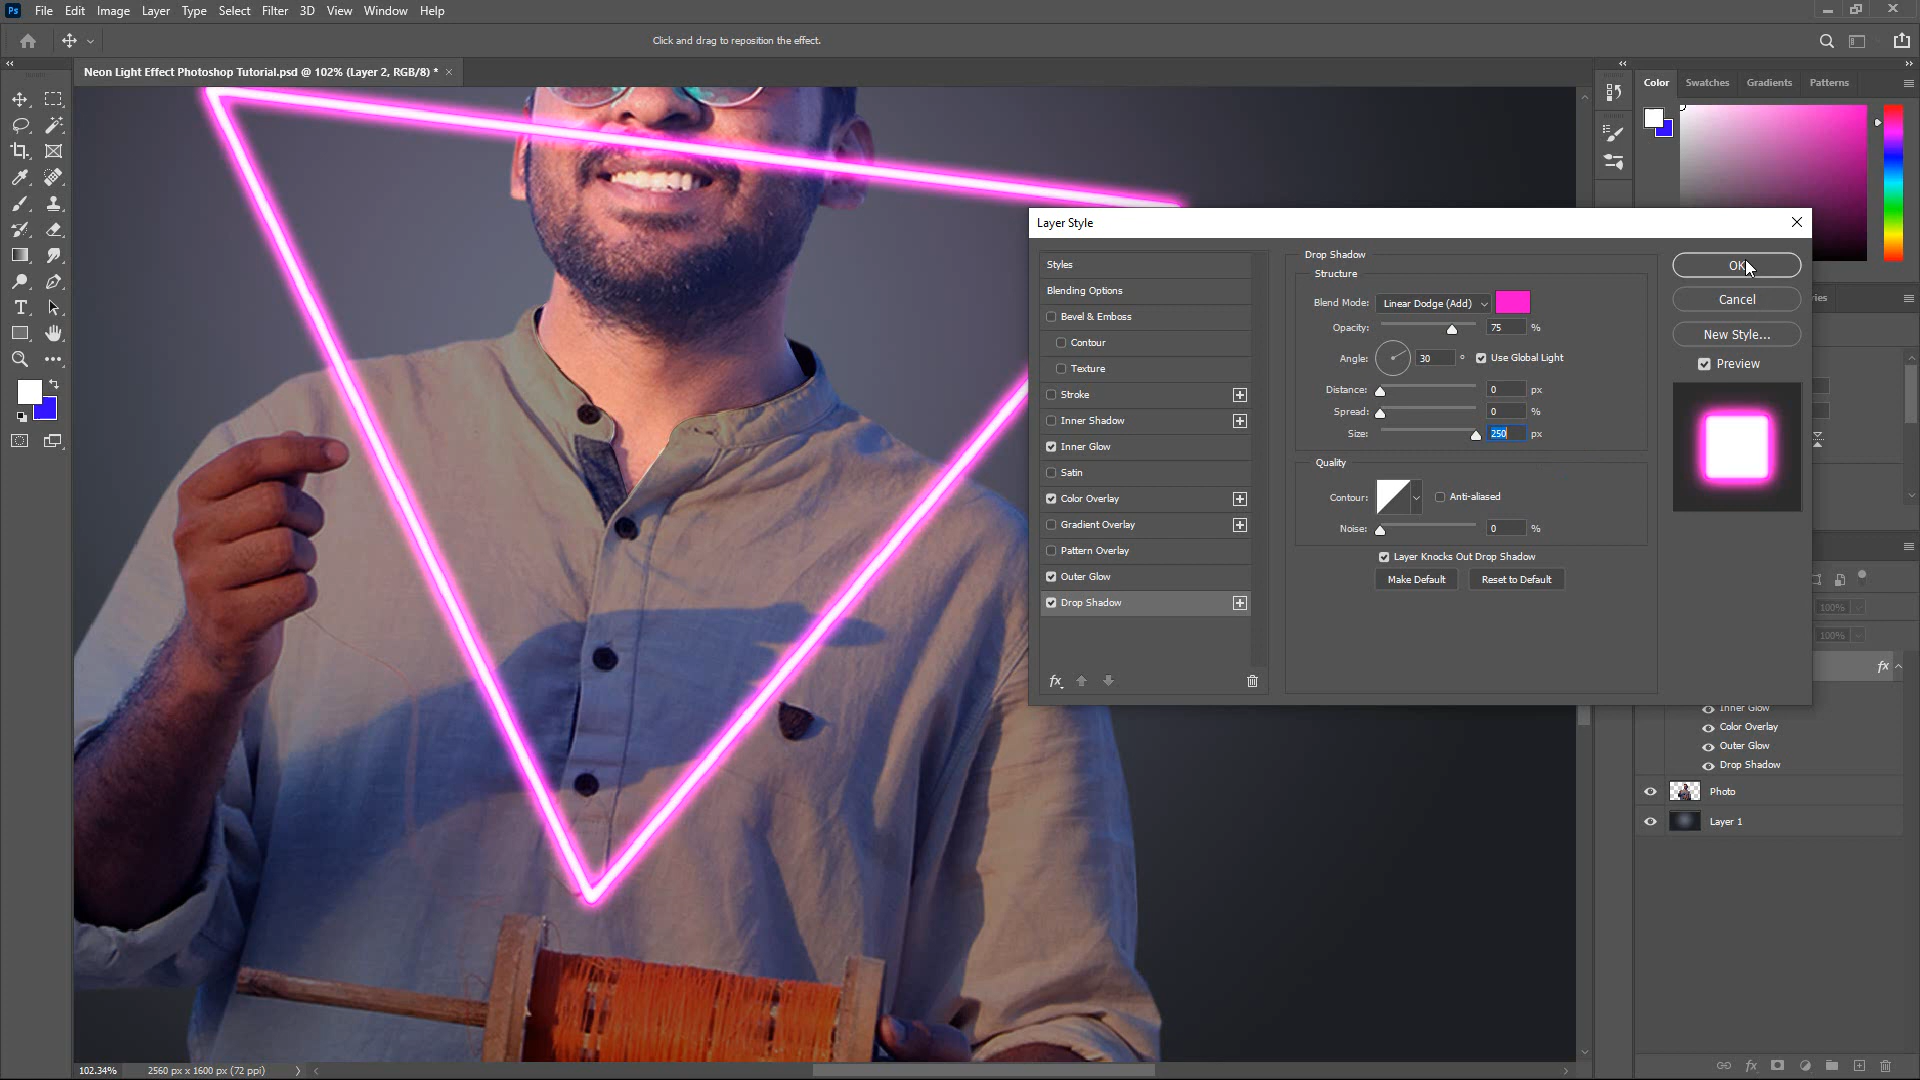 Ps File Edit Image Layer Type Select Filter 3D View Window Help
Click and drag to reposition the effect.
Neon Light Effect Photoshop Tutorial.psd @ 102% (Layer 2, RGB/8) *
Color Swatches Gradients Patterns
Layer Style
Styles
Blending Options
Bevel & Emboss
Contour
Texture
Stroke
Inner Shadow
Inner Glow
Satin
Color Overlay
Gradient Overlay
Pattern Overlay
Outer Glow
Drop Shadow
fx
Drop Shadow
Structure
Blend Mode: Linear Dodge (Add)
Opacity: 75 %
Angle: 30 ° Use Global Light
Distance: 0 px
Spread: 0 %
Size: 250 px
Quality
Contour: Anti-aliased
Noise: 0 %
Layer Knocks Out Drop Shadow
Make Default Reset to Default
OK
Cancel
New Style...
Preview
100%
100%
fx
Inner Glow
Color Overlay
Outer Glow
Drop Shadow
Photo
Layer 1
fx
102.34% 2560 px x 1600 px (72 ppi)